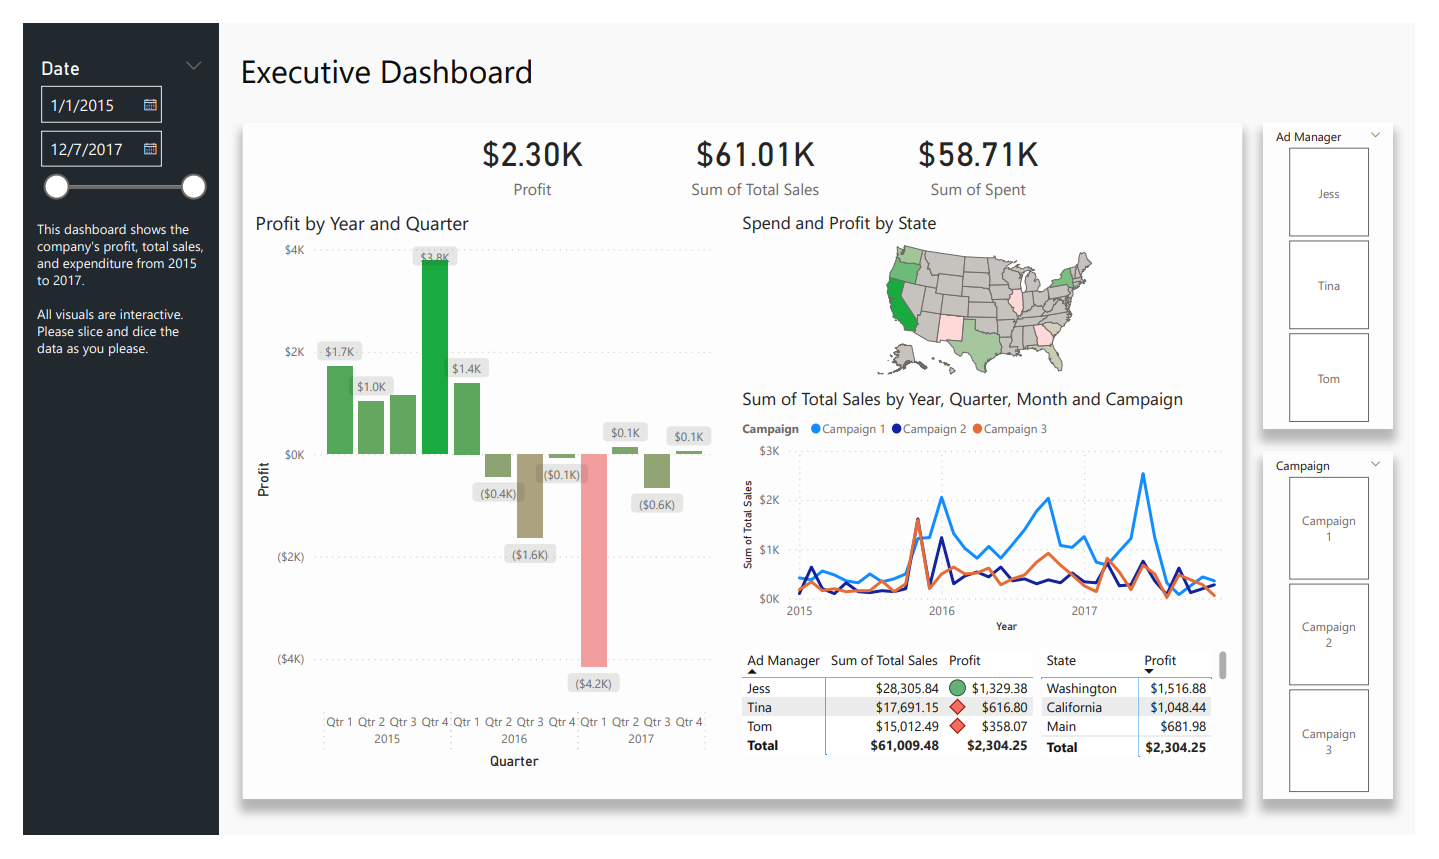 Date
1/1/2015
12/7/2017
This dashboard shows the
company's profit, total sales,
and expenditure from 2015
to 2017.
All visuals are interactive.
Please slice and dice the
data as you please.
Executive Dashboard
$2.30K
Profit
$61.01K
Sum of Total Sales
$58.71K
Sum of Spent
Profit by Year and Quarter
Profit
$4K
$2K
$0K
($2K)
($4K)
$1.7K
$1.0K
$3.8K
$1.4K
($0.4K)
($1.6K)
($0.1K)
($4.2K)
$0.1K
($0.6K)
$0.1K
Qtr 1 Qtr 2 Qtr 3 Qtr 4 Qtr 1 Qtr 2 Qtr 3 Qtr 4 Qtr 1 Qtr 2 Qtr 3 Qtr 4
2015 2016 2017
Quarter
Spend and Profit by State
Sum of Total Sales by Year, Quarter, Month and Campaign
Campaign Campaign 1 Campaign 2 Campaign 3
Sum of Total Sales
$3K
$2K
$1K
$0K
2015 2016 2017
Year
Ad Manager Sum of Total Sales Profit
Jess $28,305.84 $1,329.38
Tina $17,691.15 $616.80
Tom $15,012.49 $358.07
Total $61,009.48 $2,304.25
State Profit
Washington $1,516.88
California $1,048.44
Main $681.98
Total $2,304.25
Ad Manager
Jess
Tina
Tom
Campaign
Campaign
1
Campaign
2
Campaign
3